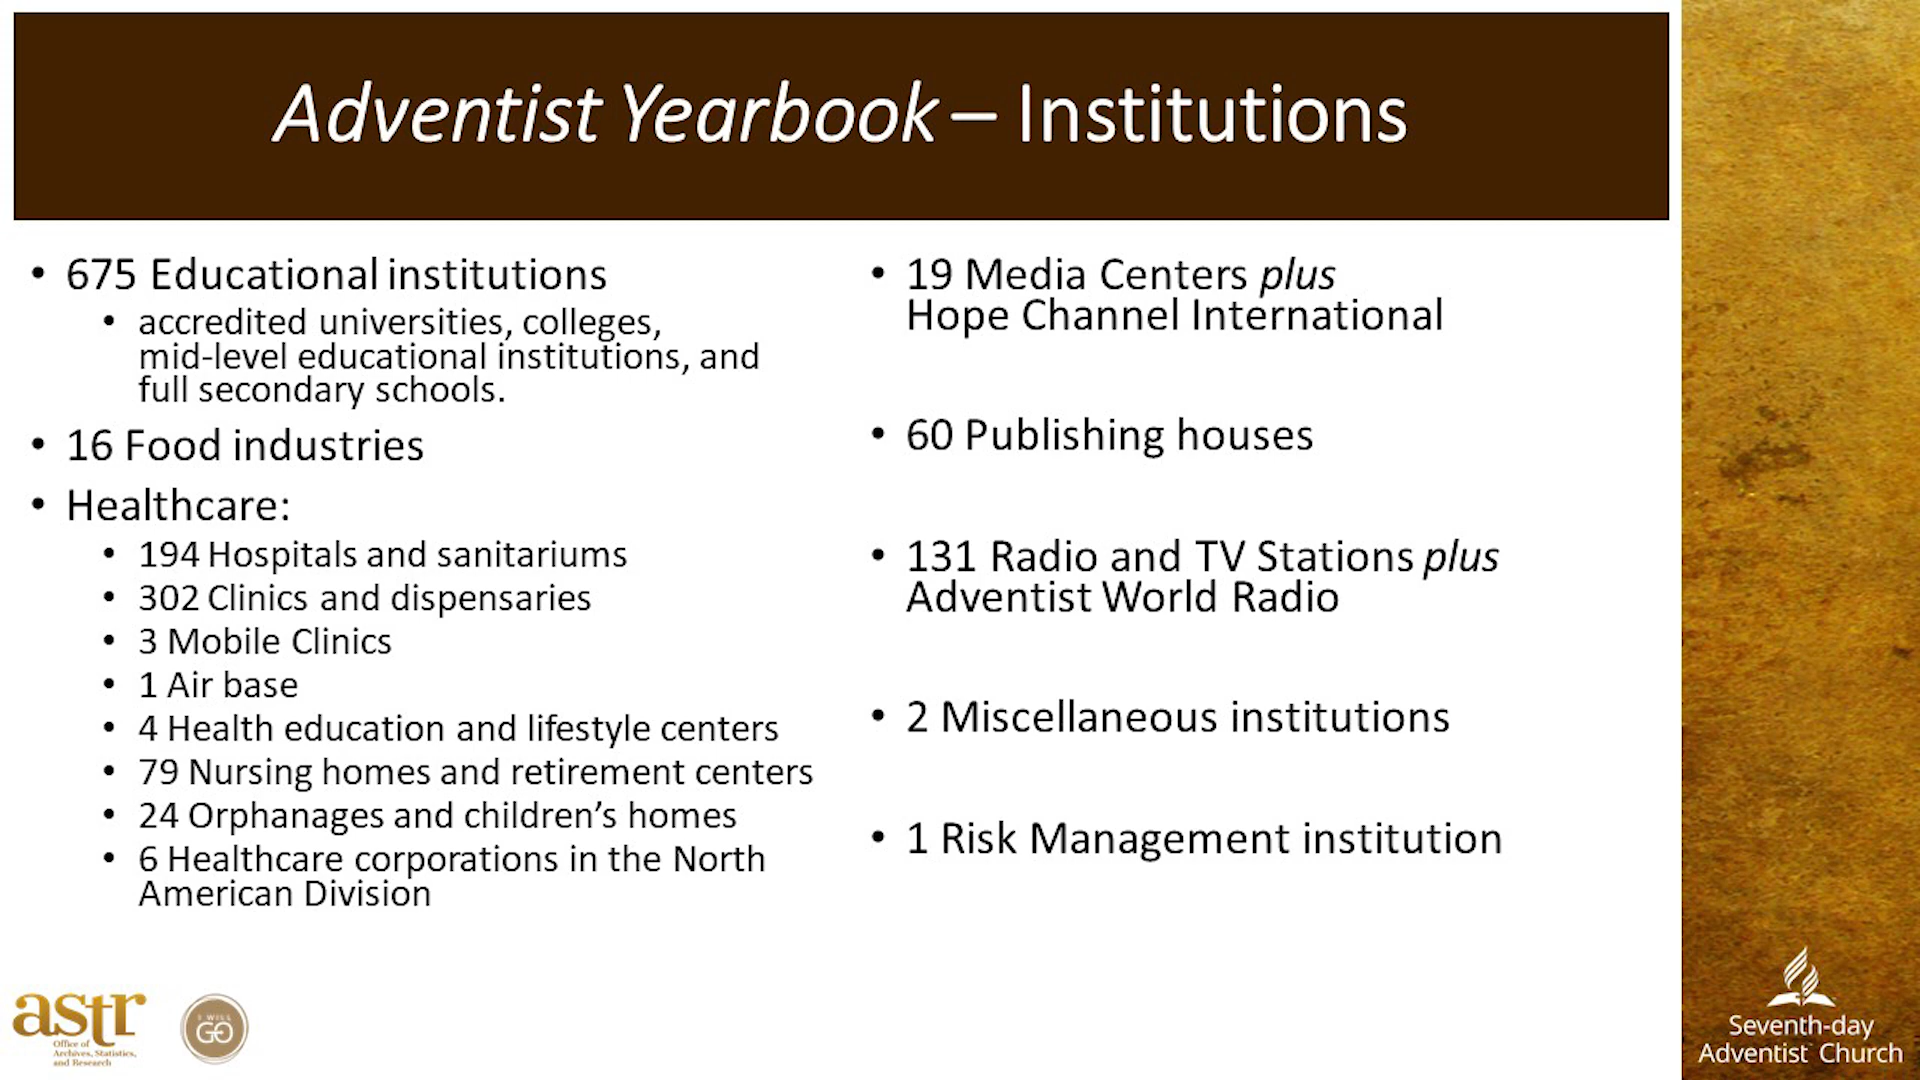 Adventist Yearbook – Institutions
• 675 Educational institutions
• accredited universities, colleges,
mid-level educational institutions, and
full secondary schools.
• 16 Food industries
• Healthcare:
• 194 Hospitals and sanitariums
• 302 Clinics and dispensaries
• 3 Mobile Clinics
• 1 Air base
• 4 Health education and lifestyle centers
• 79 Nursing homes and retirement centers
• 24 Orphanages and children’s homes
• 6 Healthcare corporations in the North
American Division
• 19 Media Centers plus
Hope Channel International
• 60 Publishing houses
• 131 Radio and TV Stations plus
Adventist World Radio
• 2 Miscellaneous institutions
• 1 Risk Management institution
astr
Office of
Archives, Statistics,
and Research
I WILL
GO
Seventh-day
Adventist Church